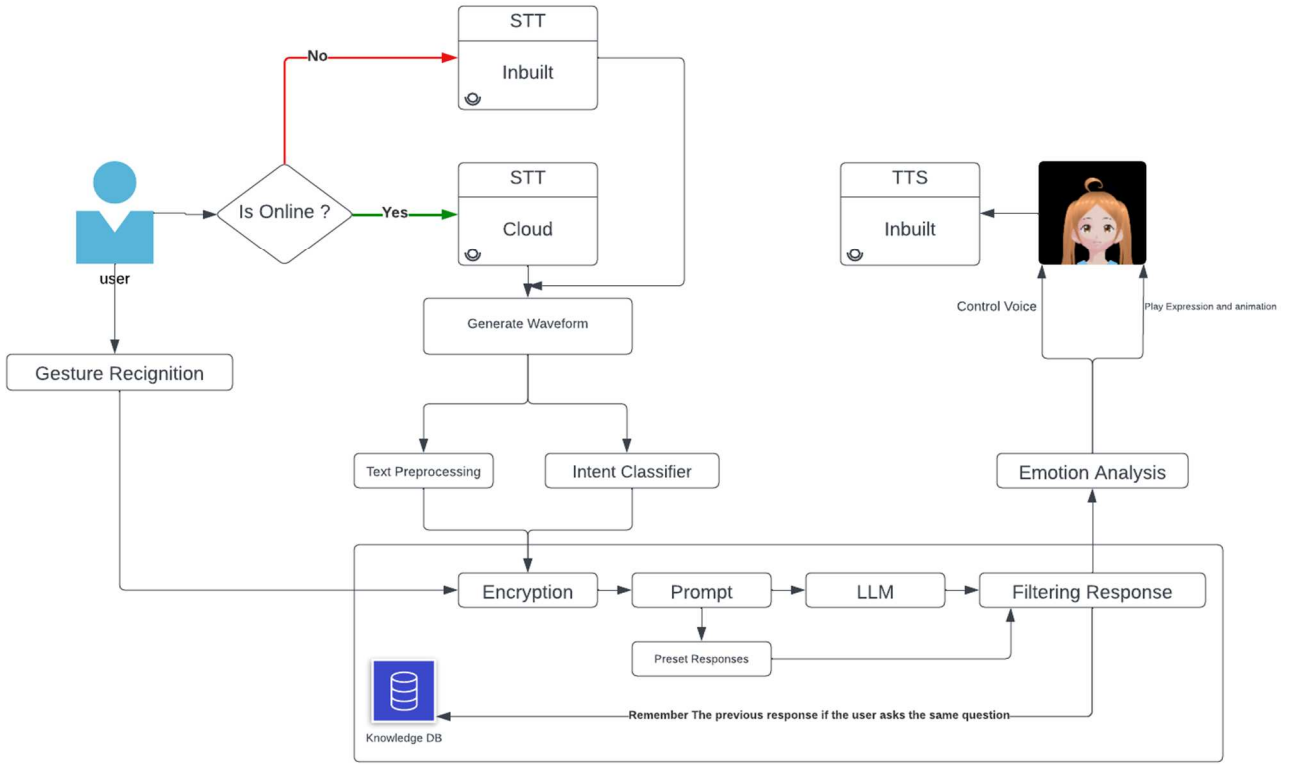 STT
Inbuilt
No
STT
Cloud
Is Online ?
Yes
user
TTS
Inbuilt
Control Voice
Play Expression and animation
Generate Waveform
Gesture Recignition
Text Preprocessing
Intent Classifier
Emotion Analysis
Encryption
Prompt
LLM
Filtering Response
Preset Responses
Remember The previous response if the user asks the same question
Knowledge DB